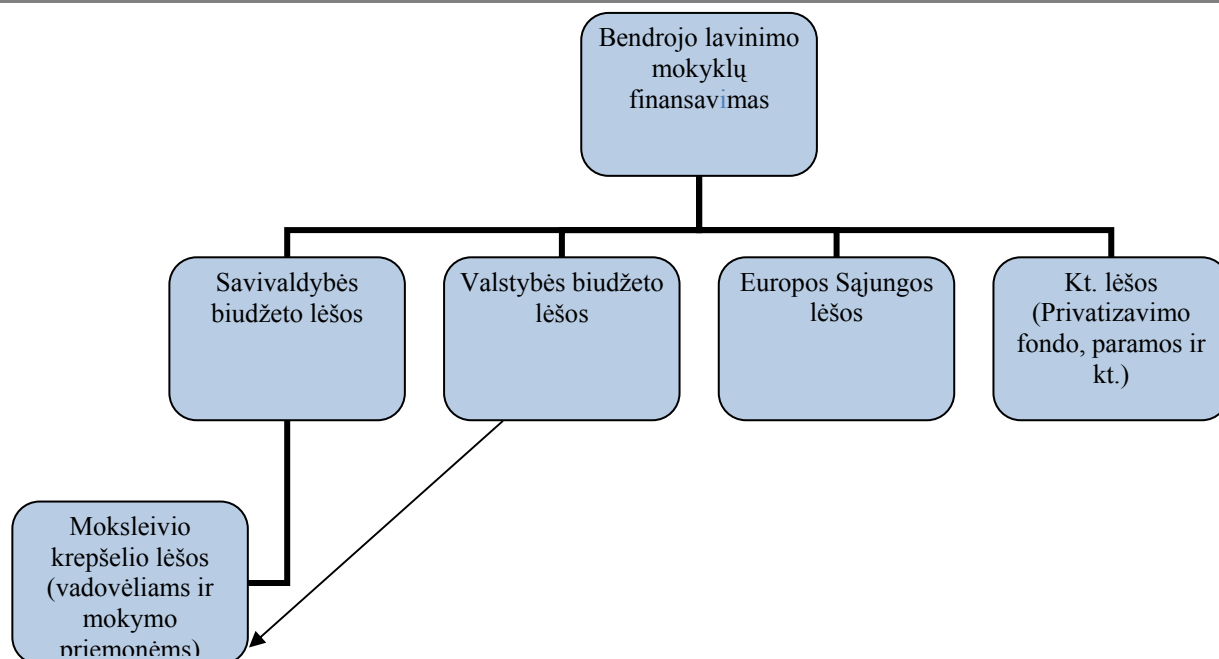 Bendrojo lavinimo
mokyklų
finansavimas
Savivaldybės
biudžeto lėšos
Valstybės biudžeto
lėšos
Europos Sąjungos
lėšos
Kt. lėšos
(Privatizavimo
fondo, paramos ir
kt.)
Moksleivio
krepšelio lėšos
(vadovėliams ir
mokymo
priemonėms)